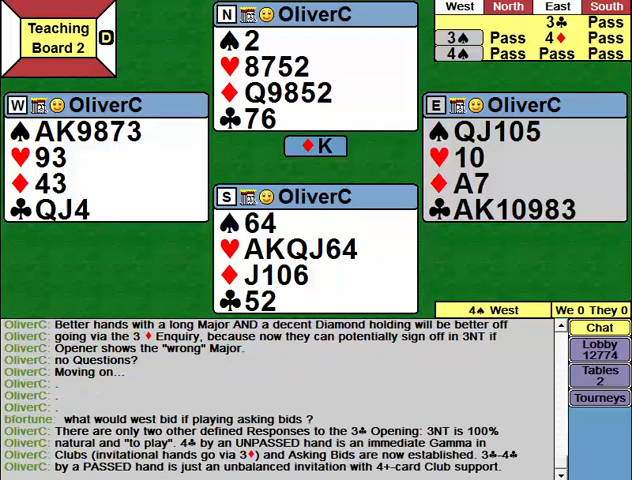 Teaching
Board 2
D
N OliverC
♠2
♥8752
♦Q9852
♣76
West North East South
3♣ Pass
3♠ Pass 4♦ Pass
4♠ Pass Pass Pass
W OliverC
♠AK9873
♥93
♦43
♣QJ4
♦K
E OliverC
♠QJ105
♥10
♦A7
♣AK10983
S OliverC
♠64
♥AKQJ64
♦J106
♣52
4♠ West We 0 They 0
OliverC: Better hands with a long Major AND a decent Diamond holding will be better off
OliverC: going via the 3 ♦ Enquiry, because now they can potentially sign off in 3NT if
OliverC: Opener shows the "wrong" Major.
OliverC: no Questions?
OliverC: Moving on...
OliverC: .
OliverC: .
OliverC: .
bfortune: what would west bid if playing asking bids ?
OliverC: There are only two other defined Responses to the 3♣ Opening: 3NT is 100%
OliverC: natural and "to play". 4♣ by an UNPASSED hand is an immediate Gamma in
OliverC: Clubs (invitational hands go via 3♦) and Asking Bids are now established. 3♣-4♣
OliverC: by a PASSED hand is just an unbalanced invitation with 4+-card Club support.
OliverC: .
Chat
Lobby
12774
Tables
2
Tourneys